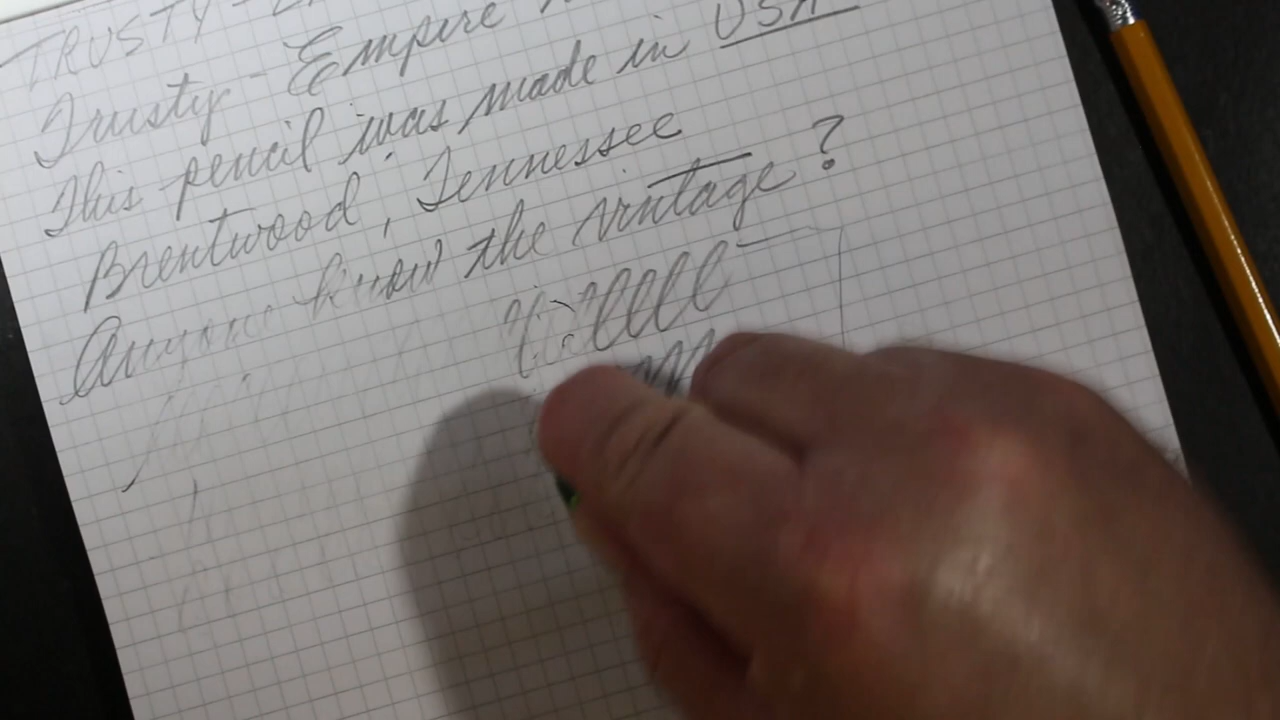 TRUSTY -
Trusty - Empire
This pencil was made in USA
Brentwood, Tennessee
Anyone know the vintage?